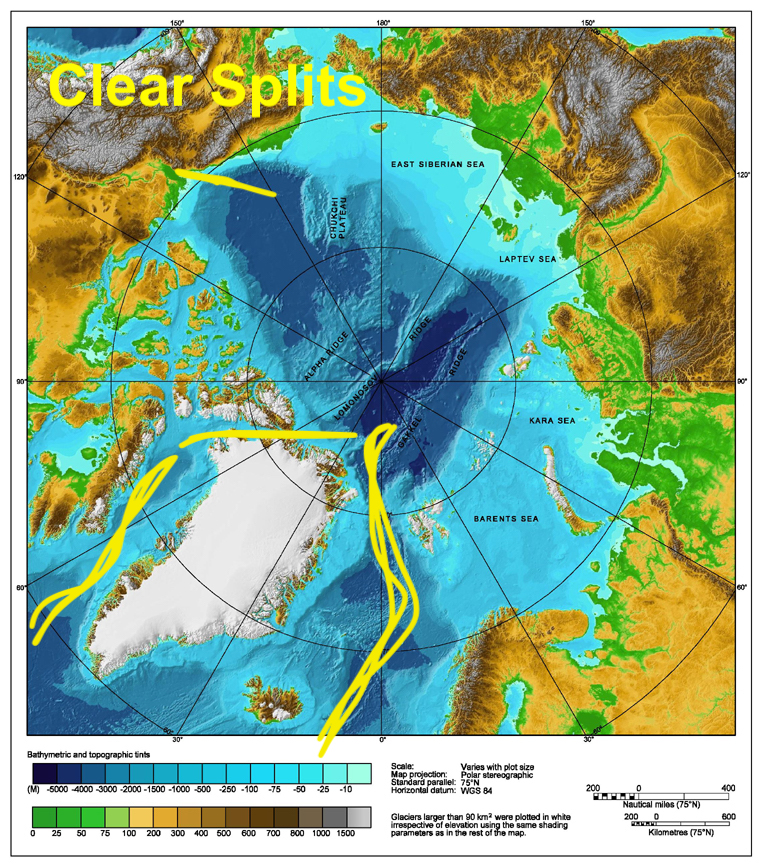 150°
180°
150°
Clear Splits
120°
120°
EAST SIBERIAN SEA
CHUKCHI
PLATEAU
LAPTEV SEA
ALPHA RIDGE
RIDGE
RIDGE
LOMONOSOV
GAKKEL
90°
90°
KARA SEA
BARENTS SEA
60°
60°
30°
0°
30°
Bathymetric and topographic tints
(M) -5000 -4000 -3000 -2000 -1000 -500 -250 -100 -75 -50 -25 -10
0 25 50 75 100 200 300 400 500 600 700 800 1000 1500
Scale: Varies with plot size
Map projection: Polar stereographic
Standard parallel: 75°N
Horizontal datum: WGS 84
Glaciers larger than 90 km² were plotted in white
irrespective of elevation using the same shading
parameters as in the rest of the map.
200 0 200 400
Nautical miles (75°N)
200 0 200 600
Kilometres (75°N)